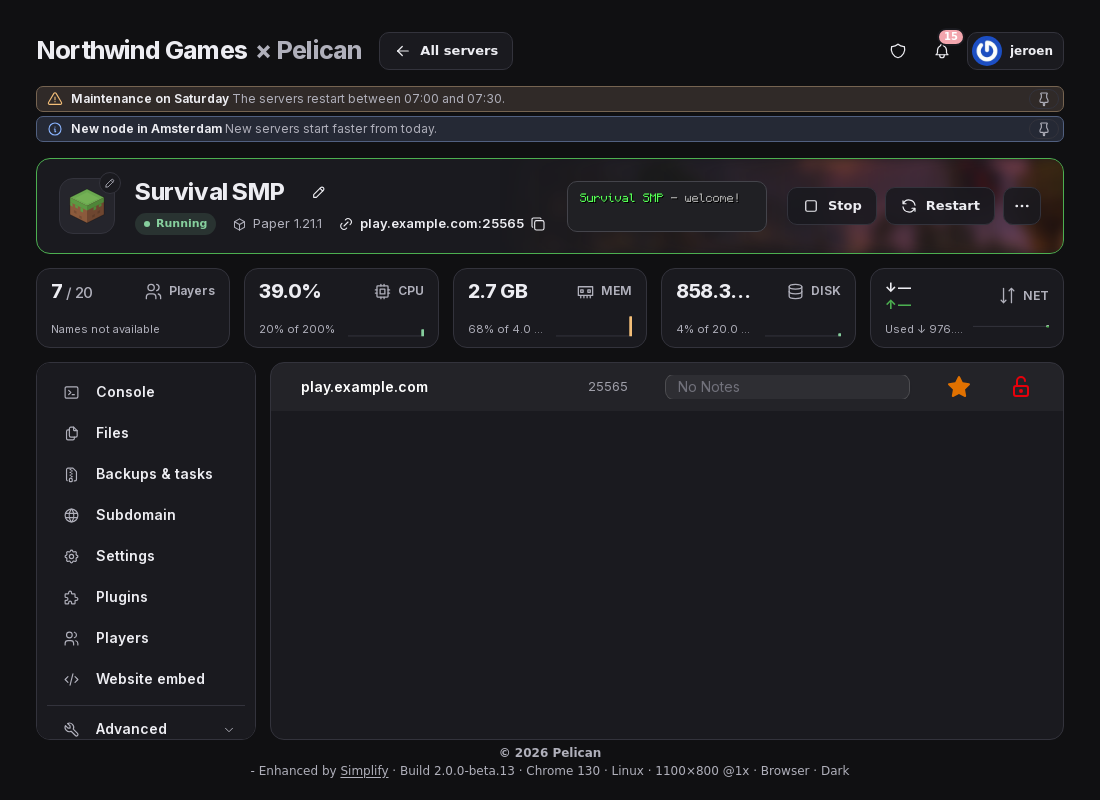 Northwind Games × Pelican
All servers
15
jeroen
Maintenance on Saturday The servers restart between 07:00 and 07:30.
New node in Amsterdam New servers start faster from today.
Survival SMP
Running
Paper 1.21.1
play.example.com:25565
Survival SMP – welcome!
Stop
Restart
7 / 20
Players
Names not available
39.0%
CPU
20% of 200%
2.7 GB
MEM
68% of 4.0 ...
858.3...
DISK
4% of 20.0 ...
↓—
↑—
NET
Used ↓ 976....
Console
Files
Backups & tasks
Subdomain
Settings
Plugins
Players
Website embed
Advanced
play.example.com
25565
No Notes
© 2026 Pelican
- Enhanced by Simplify · Build 2.0.0-beta.13 · Chrome 130 · Linux · 1100×800 @1x · Browser · Dark